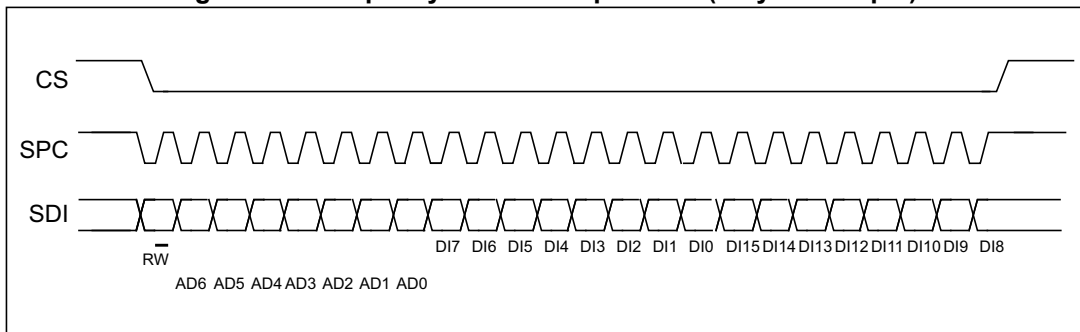 CS
SPC
SDI
DI7 DI6 DI5 DI4 DI3 DI2 DI1 DI0 DI15 DI14 DI13 DI12 DI11 DI10 DI9 DI8
RW
AD6 AD5 AD4 AD3 AD2 AD1 AD0